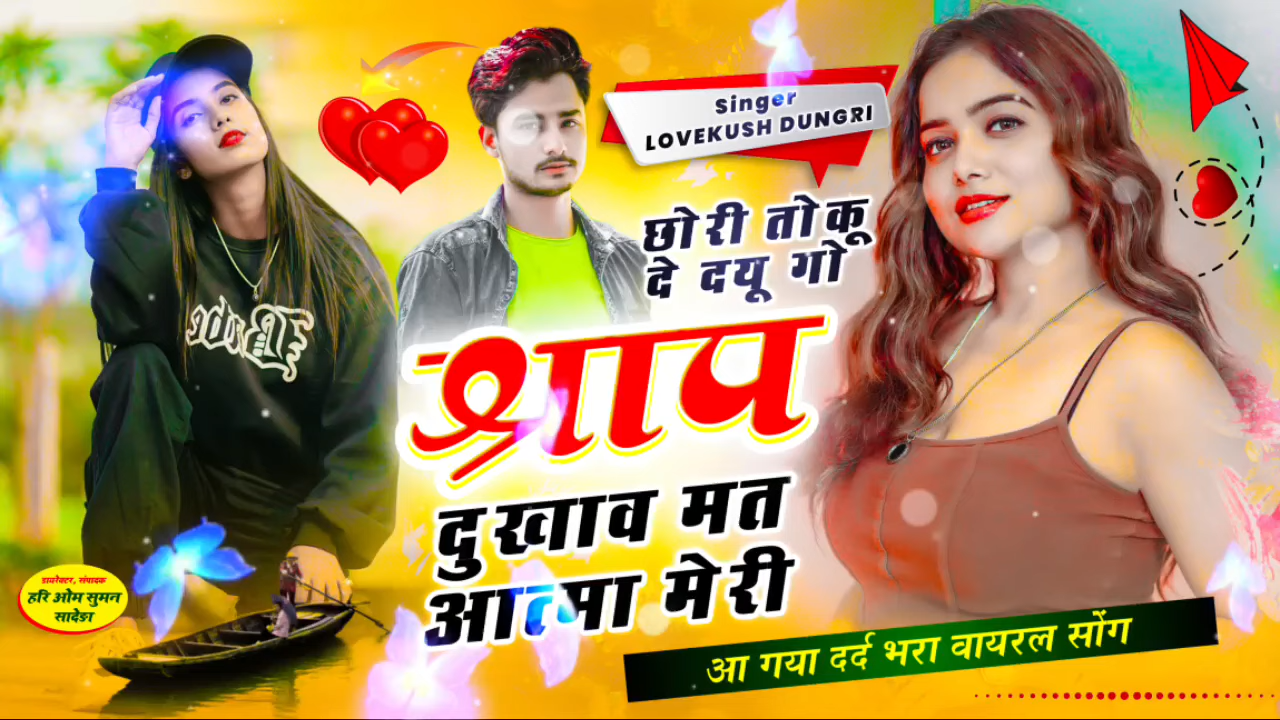 Singer
LOVEKUSH DUNGRI
छोरी तोकू
दे दयू गो
श्राप
दुखाव मत
आत्मा मेरी
आ गया दर्द भरा वायरल सोंग
डायरेक्टर, संपादक
हरि ओम सुमन
सादेडा